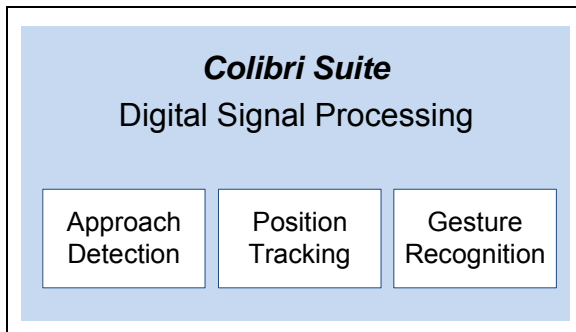 Colibri Suite
Digital Signal Processing
Approach
Detection
Position
Tracking
Gesture
Recognition